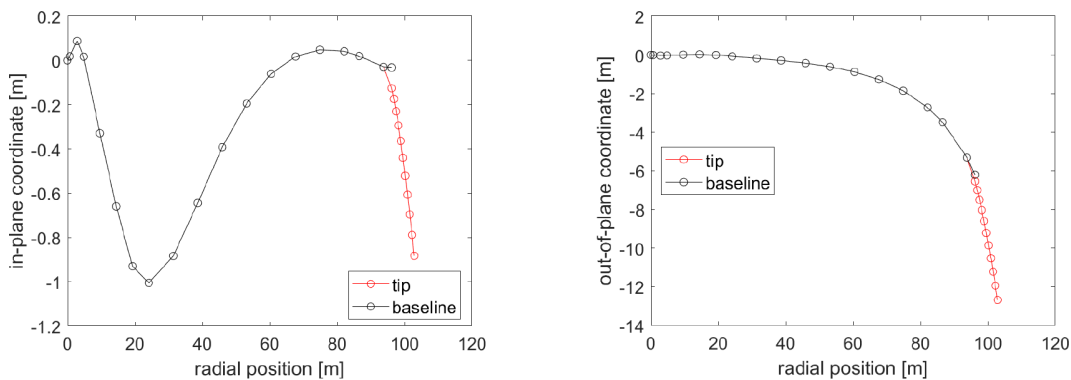 0.2
0
-0.2
-0.4
-0.6
-0.8
-1
-1.2
in-plane coordinate [m]
tip
baseline
0 20 40 60 80 100 120
radial position [m]
2
0
-2
-4
-6
-8
-10
-12
-14
out-of-plane coordinate [m]
tip
baseline
0 20 40 60 80 100 120
radial position [m]